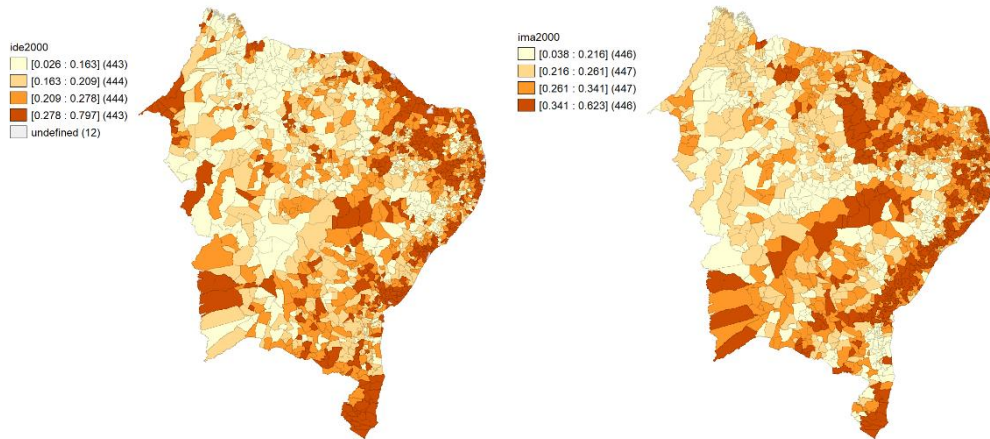 ide2000
[0.026 : 0.163] (443)
[0.163 : 0.209] (444)
[0.209 : 0.278] (444)
[0.278 : 0.797] (443)
undefined (12)
ima2000
[0.038 : 0.216] (446)
[0.216 : 0.261] (447)
[0.261 : 0.341] (447)
[0.341 : 0.623] (446)